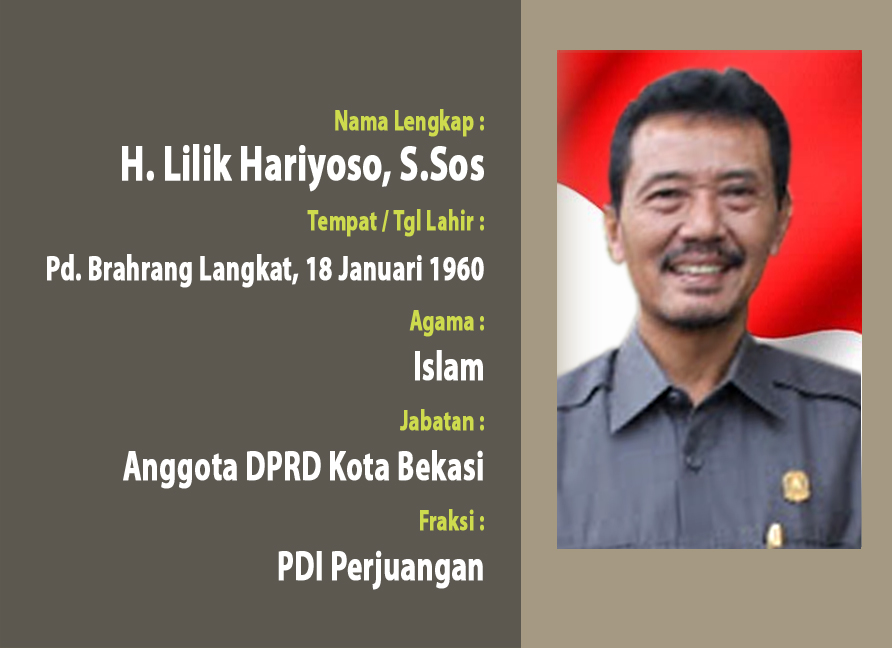 Nama Lengkap :
H. Lilik Hariyoso, S.Sos
Tempat / Tgl Lahir :
Pd. Brahrang Langkat, 18 Januari 1960
Agama :
Islam
Jabatan :
Anggota DPRD Kota Bekasi
Fraksi :
PDI Perjuangan